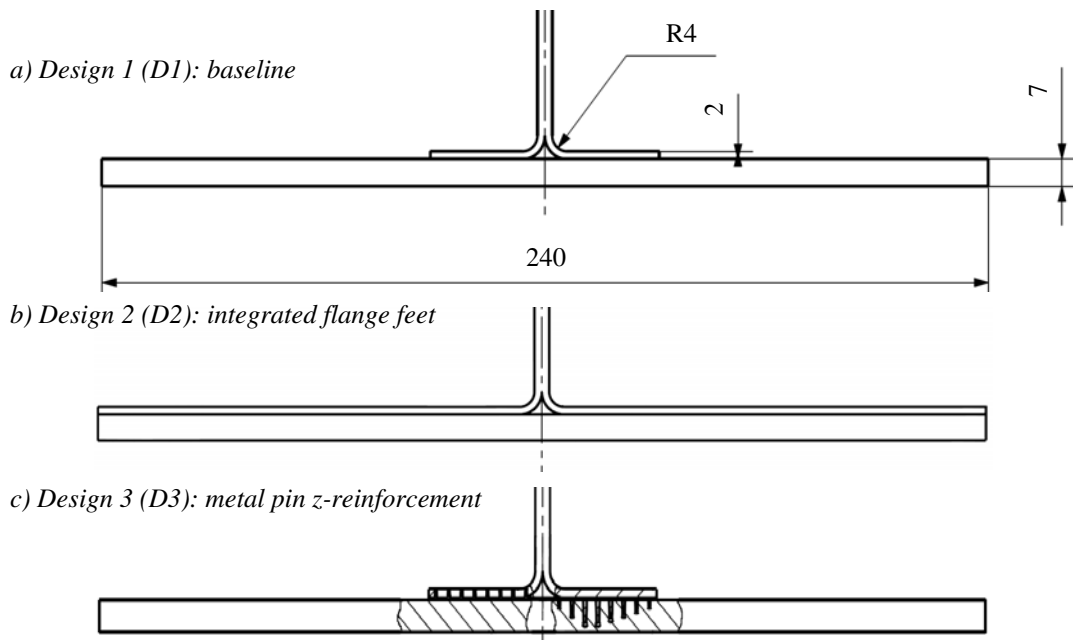 R4
a) Design 1 (D1): baseline
2
7
240
b) Design 2 (D2): integrated flange feet
c) Design 3 (D3): metal pin z-reinforcement